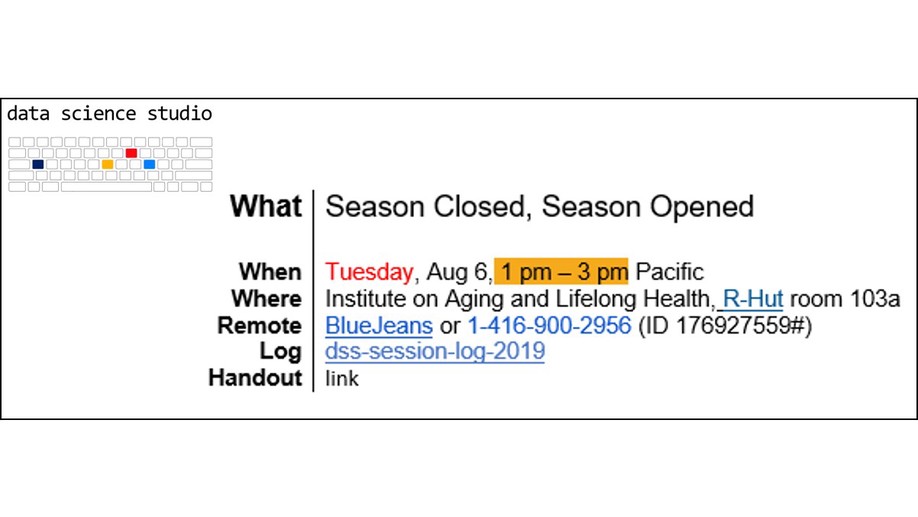 data science studio
What Season Closed, Season Opened
When Tuesday, Aug 6, 1 pm – 3 pm Pacific
Where Institute on Aging and Lifelong Health, R-Hut room 103a
Remote BlueJeans or 1-416-900-2956 (ID 176927559#)
Log dss-session-log-2019
Handout link